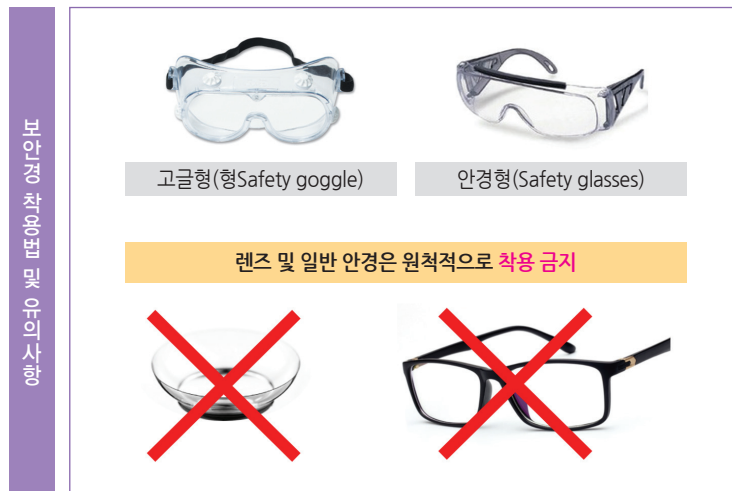 보안경 착용법 및 유의사항
고글형(형Safety goggle)
안경형(Safety glasses)
렌즈 및 일반 안경은 원척적으로 착용 금지